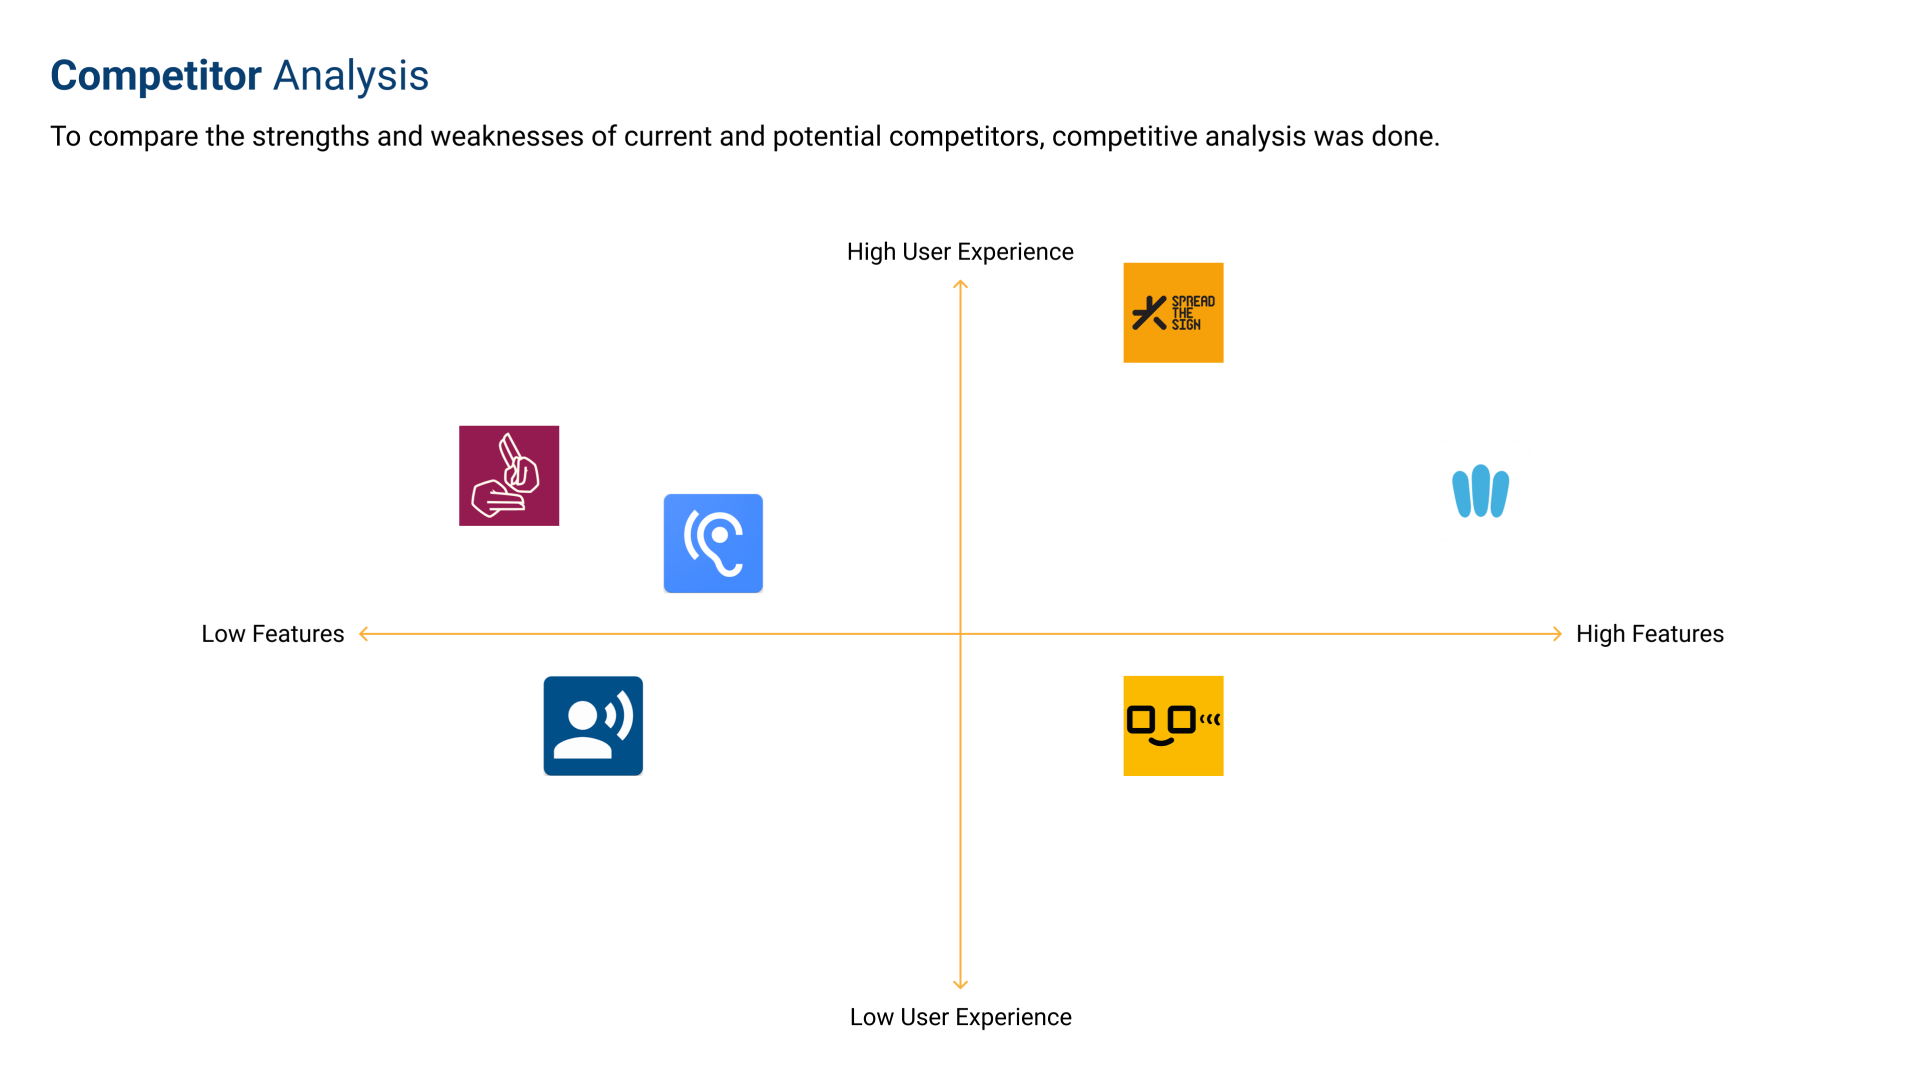 Competitor Analysis
To compare the strengths and weaknesses of current and potential competitors, competitive analysis was done.
High User Experience
SPREAD
THE
SIGN
Low Features
High Features
Low User Experience